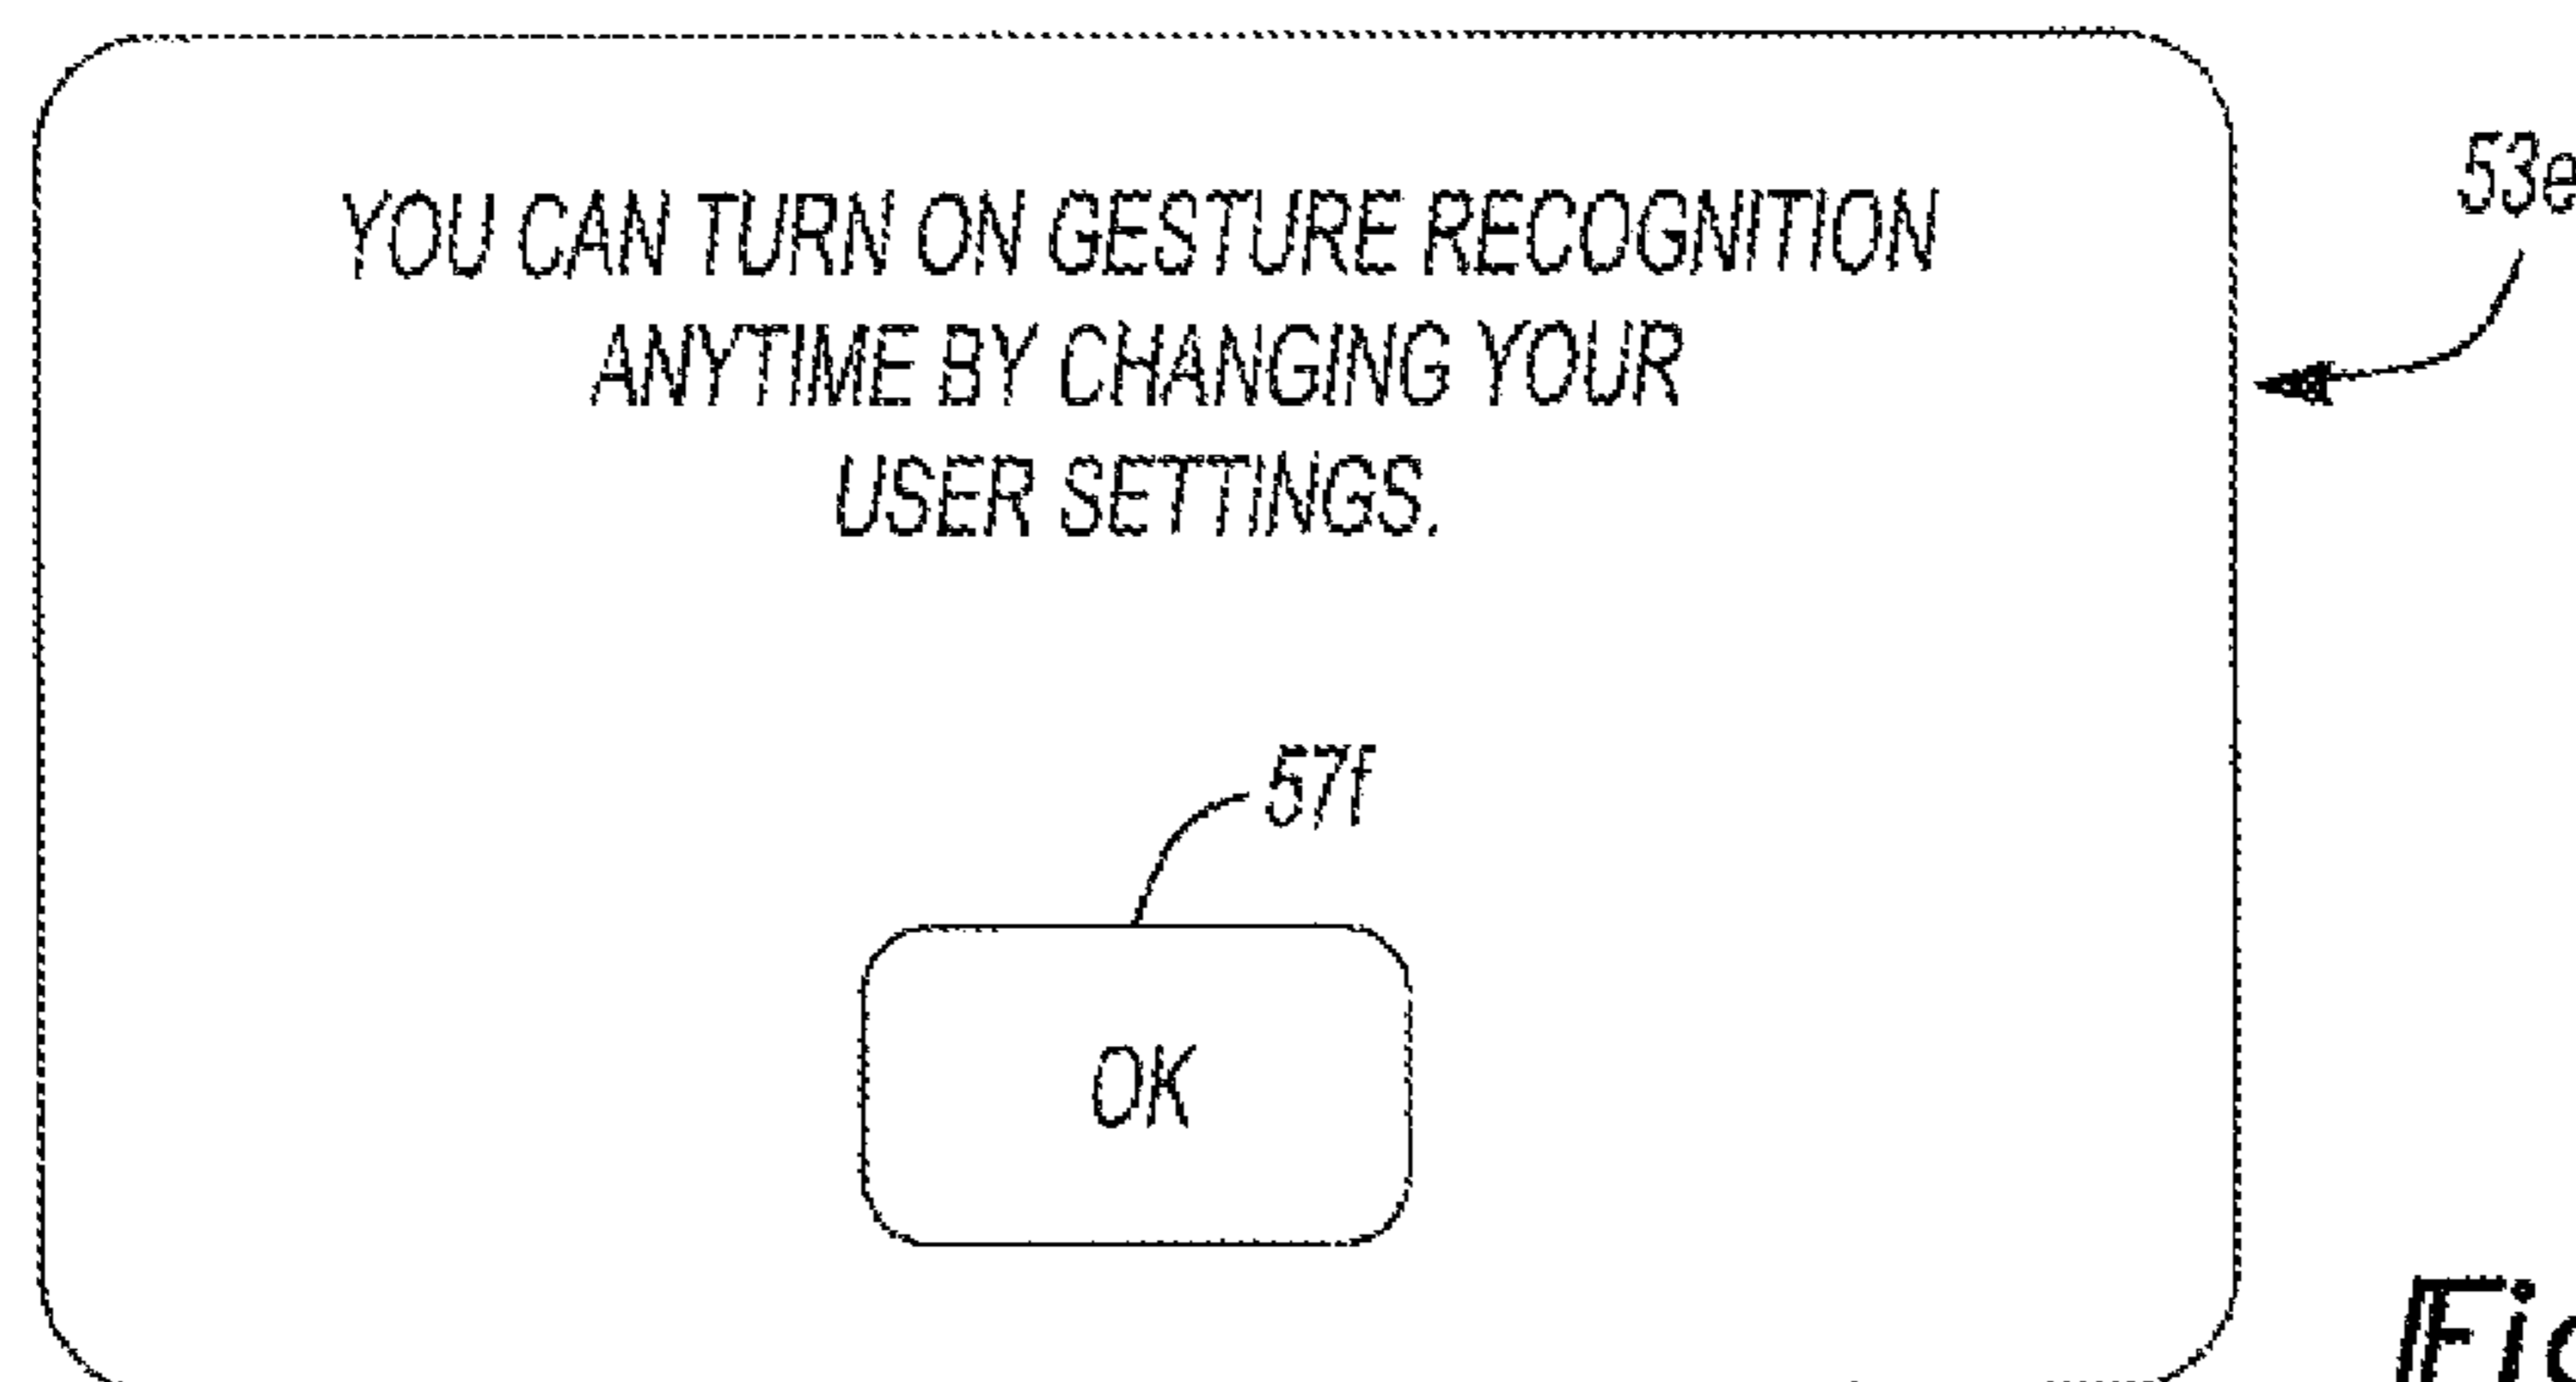 53e
YOU CAN TURN ON GESTURE RECOGNITION
ANYTIME BY CHANGING YOUR
USER SETTINGS.
57f
OK